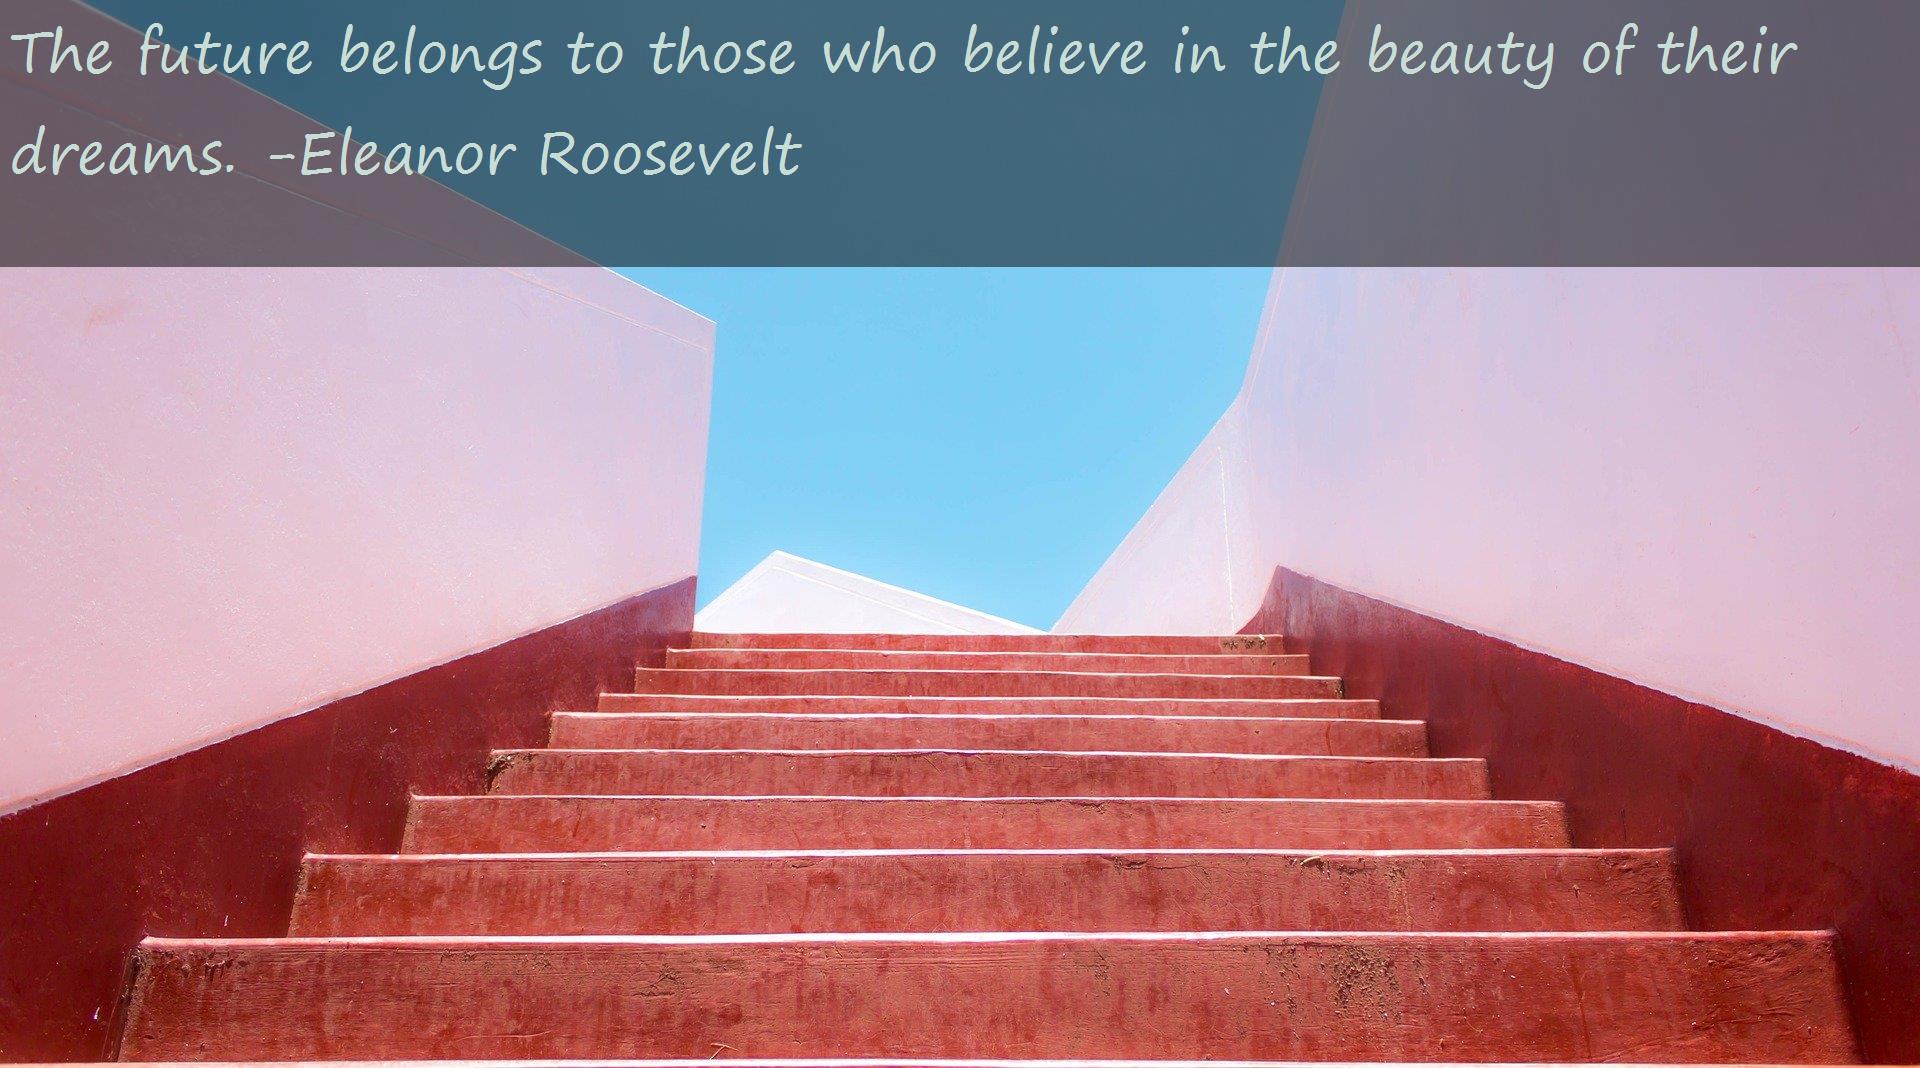 The future belongs to those who believe in the beauty of their
dreams. -Eleanor Roosevelt